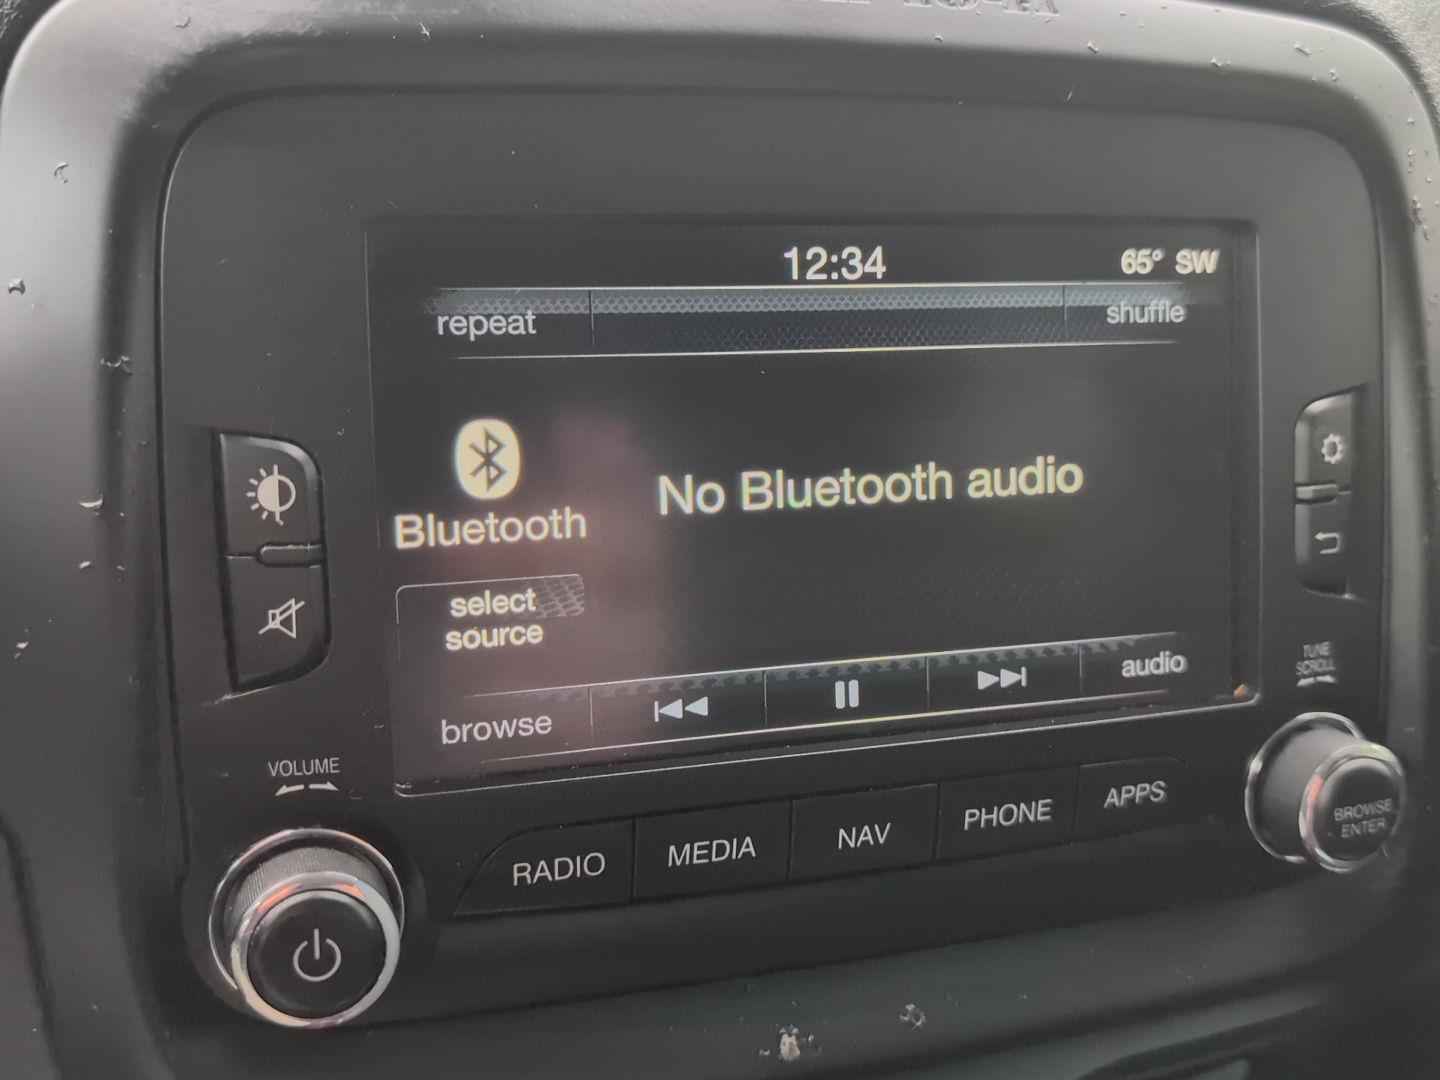 12:34
65° SW
repeat
shuffle
Bluetooth
No Bluetooth audio
select
source
browse
audio
TUNE
SCROLL
VOLUME
RADIO
MEDIA
NAV
PHONE
APPS
BROWSE
ENTER